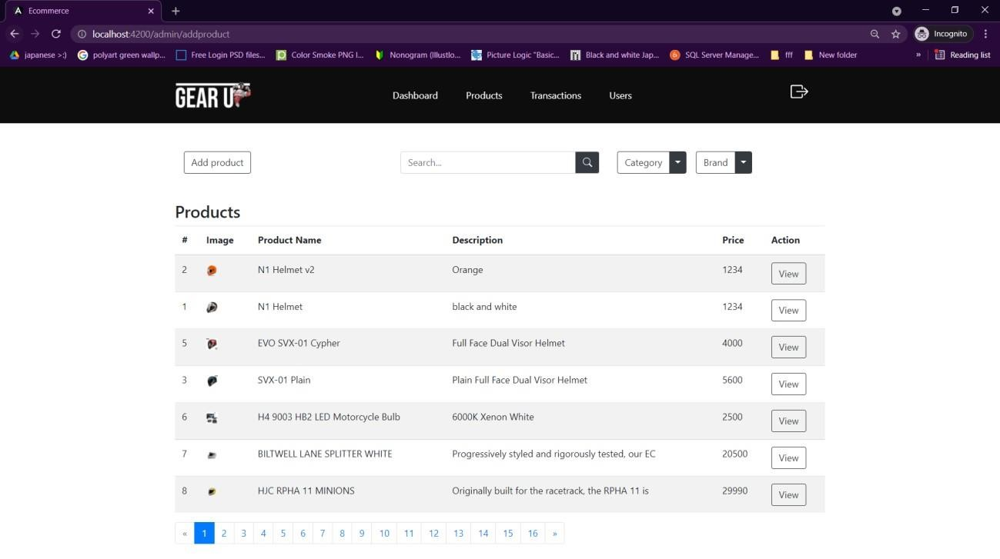 Ecommerce
localhost:4200/admin/addproduct
Incognito
japanese >:)
polyart green wallp...
Free Login PSD files...
Color Smoke PNG I...
Nonogram (Illustlo...
Picture Logic "Basic...
Black and white Jap...
SQL Server Manage...
fff
New folder
»
Reading list
GEAR UP
Dashboard
Products
Transactions
Users
Add product
Search...
Category
Brand
Products
# Image Product Name Description Price Action
2 N1 Helmet v2 Orange 1234 View
1 N1 Helmet black and white 1234 View
5 EVO SVX-01 Cypher Full Face Dual Visor Helmet 4000 View
3 SVX-01 Plain Plain Full Face Dual Visor Helmet 5600 View
6 H4 9003 HB2 LED Motorcycle Bulb 6000K Xenon White 2500 View
7 BILTWELL LANE SPLITTER WHITE Progressively styled and rigorously tested, our EC 20500 View
8 HJC RPHA 11 MINIONS Originally built for the racetrack, the RPHA 11 is 29990 View
« 1 2 3 4 5 6 7 8 9 10 11 12 13 14 15 16 »